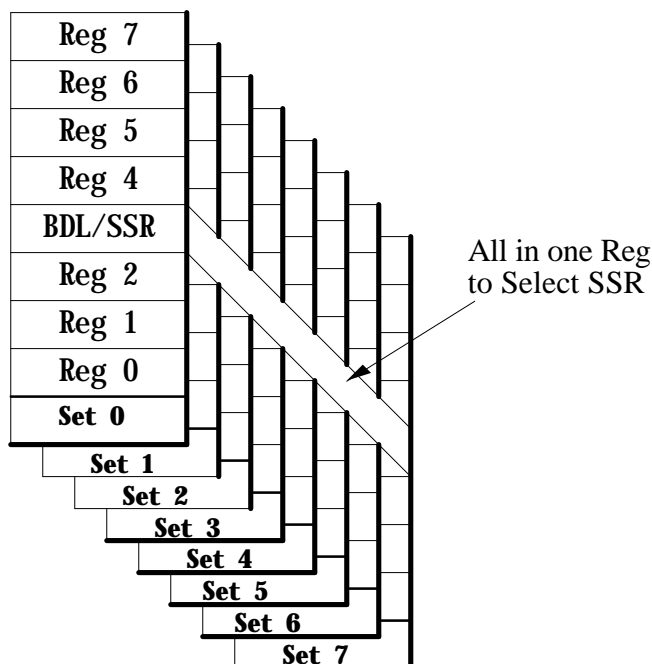 Reg 7
Reg 6
Reg 5
Reg 4
BDL/SSR
Reg 2
Reg 1
Reg 0
Set 0
Set 1
Set 2
Set 3
Set 4
Set 5
Set 6
Set 7
All in one Reg
to Select SSR